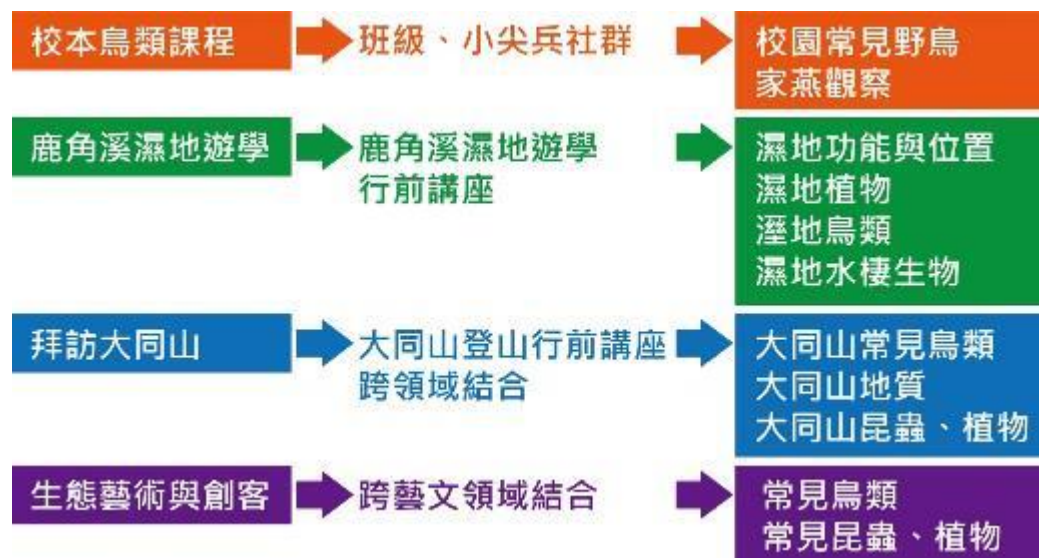 校本鳥類課程
班級、小尖兵社群
校園常見野鳥
家燕觀察
鹿角溪濕地遊學
鹿角溪濕地遊學
行前講座
濕地功能與位置
濕地植物
溼地鳥類
濕地水棲生物
拜訪大同山
大同山登山行前講座
跨領域結合
大同山常見鳥類
大同山地質
大同山昆蟲、植物
生態藝術與創客
跨藝文領域結合
常見鳥類
常見昆蟲、植物